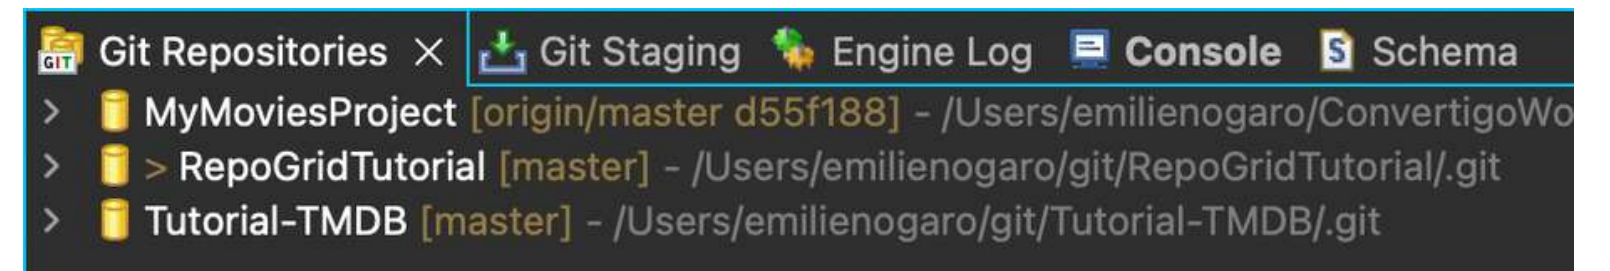 GIT Git Repositories × Git Staging Engine Log Console S Schema
> MyMoviesProject [origin/master d55f188] - /Users/emilienogaro/ConvertigoWo
> > RepoGridTutorial [master] - /Users/emilienogaro/git/RepoGridTutorial/.git
> Tutorial-TMDB [master] - /Users/emilienogaro/git/Tutorial-TMDB/.git